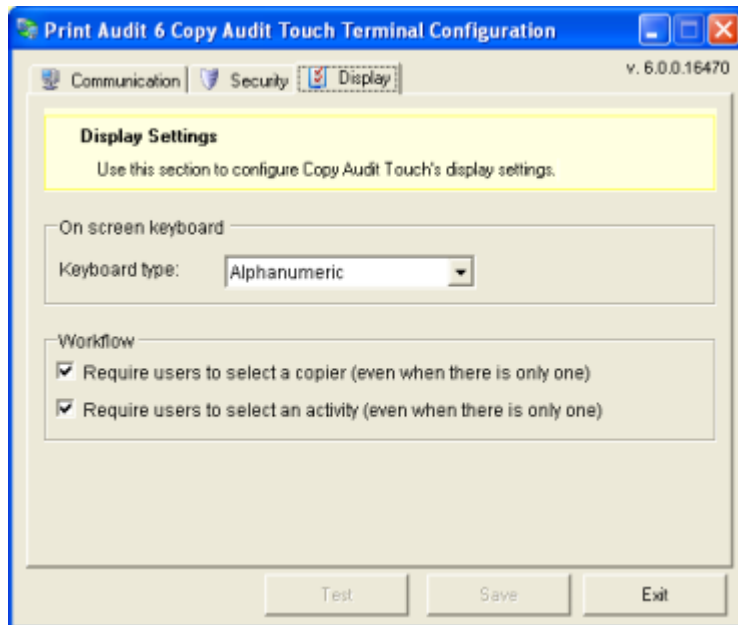 Print Audit 6 Copy Audit Touch Terminal Configuration
Communication Security Display v. 6.0.0.16470
Display Settings
Use this section to configure Copy Audit Touch's display settings.
On screen keyboard
Keyboard type: Alphanumeric
Workflow
Require users to select a copier (even when there is only one)
Require users to select an activity (even when there is only one)
Test Save Exit